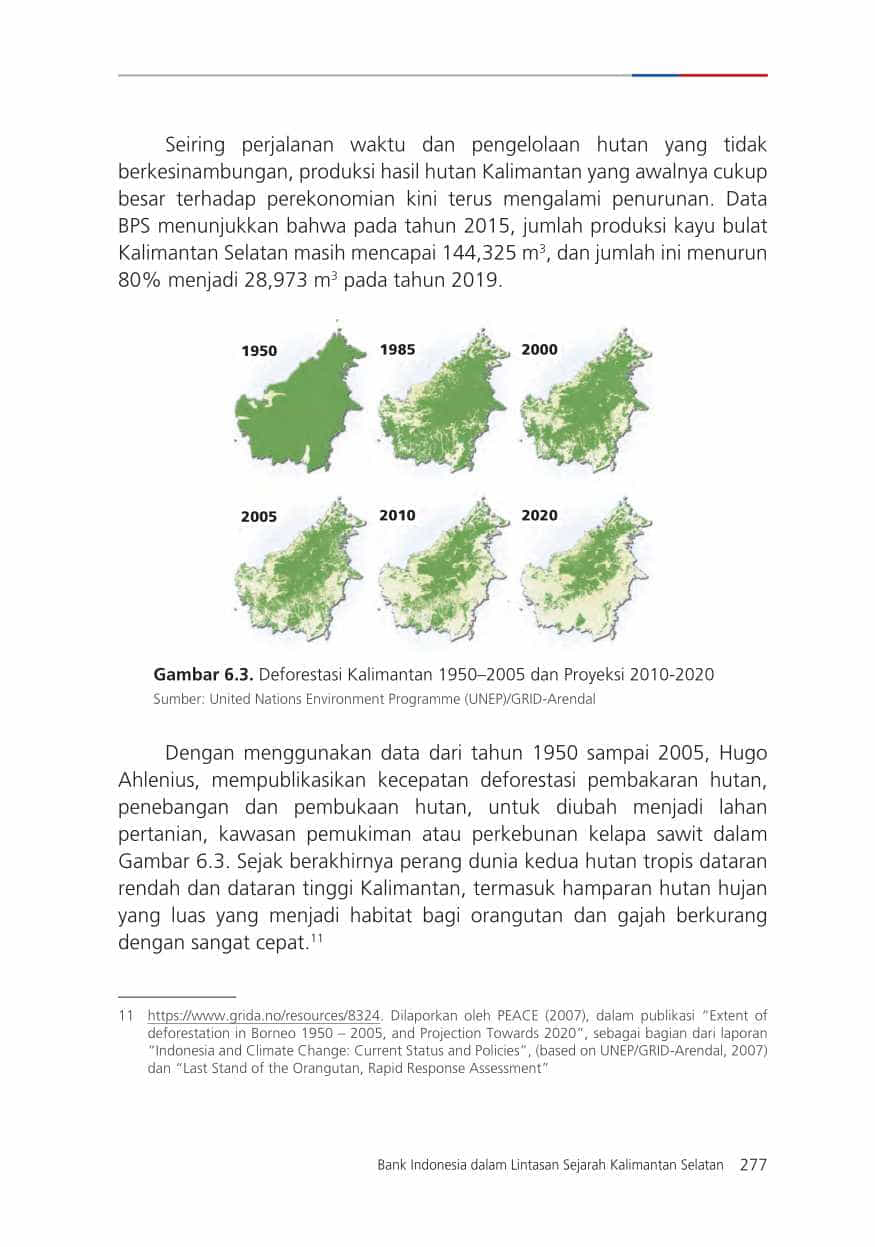 Seiring perjalanan waktu dan pengelolaan hutan yang tidak
berkesinambungan, produksi hasil hutan Kalimantan yang awalnya cukup
besar terhadap perekonomian kini terus mengalami penurunan. Data
BPS menunjukkan bahwa pada tahun 2015, jumlah produksi kayu bulat
Kalimantan Selatan masih mencapai 144,325 m³, dan jumlah ini menurun
80% menjadi 28,973 m³ pada tahun 2019.
1950 1985 2000
2005 2010 2020
Gambar 6.3. Deforestasi Kalimantan 1950–2005 dan Proyeksi 2010-2020
Sumber: United Nations Environment Programme (UNEP)/GRID-Arendal
Dengan menggunakan data dari tahun 1950 sampai 2005, Hugo
Ahlenius, mempublikasikan kecepatan deforestasi pembakaran hutan,
penebangan dan pembukaan hutan, untuk diubah menjadi lahan
pertanian, kawasan pemukiman atau perkebunan kelapa sawit dalam
Gambar 6.3. Sejak berakhirnya perang dunia kedua hutan tropis dataran
rendah dan dataran tinggi Kalimantan, termasuk hamparan hutan hujan
yang luas yang menjadi habitat bagi orangutan dan gajah berkurang
dengan sangat cepat.¹¹
11 https://www.grida.no/resources/8324. Dilaporkan oleh PEACE (2007), dalam publikasi “Extent of
deforestation in Borneo 1950 – 2005, and Projection Towards 2020”, sebagai bagian dari laporan
“Indonesia and Climate Change: Current Status and Policies”, (based on UNEP/GRID-Arendal, 2007)
dan “Last Stand of the Orangutan, Rapid Response Assessment”
Bank Indonesia dalam Lintasan Sejarah Kalimantan Selatan 277